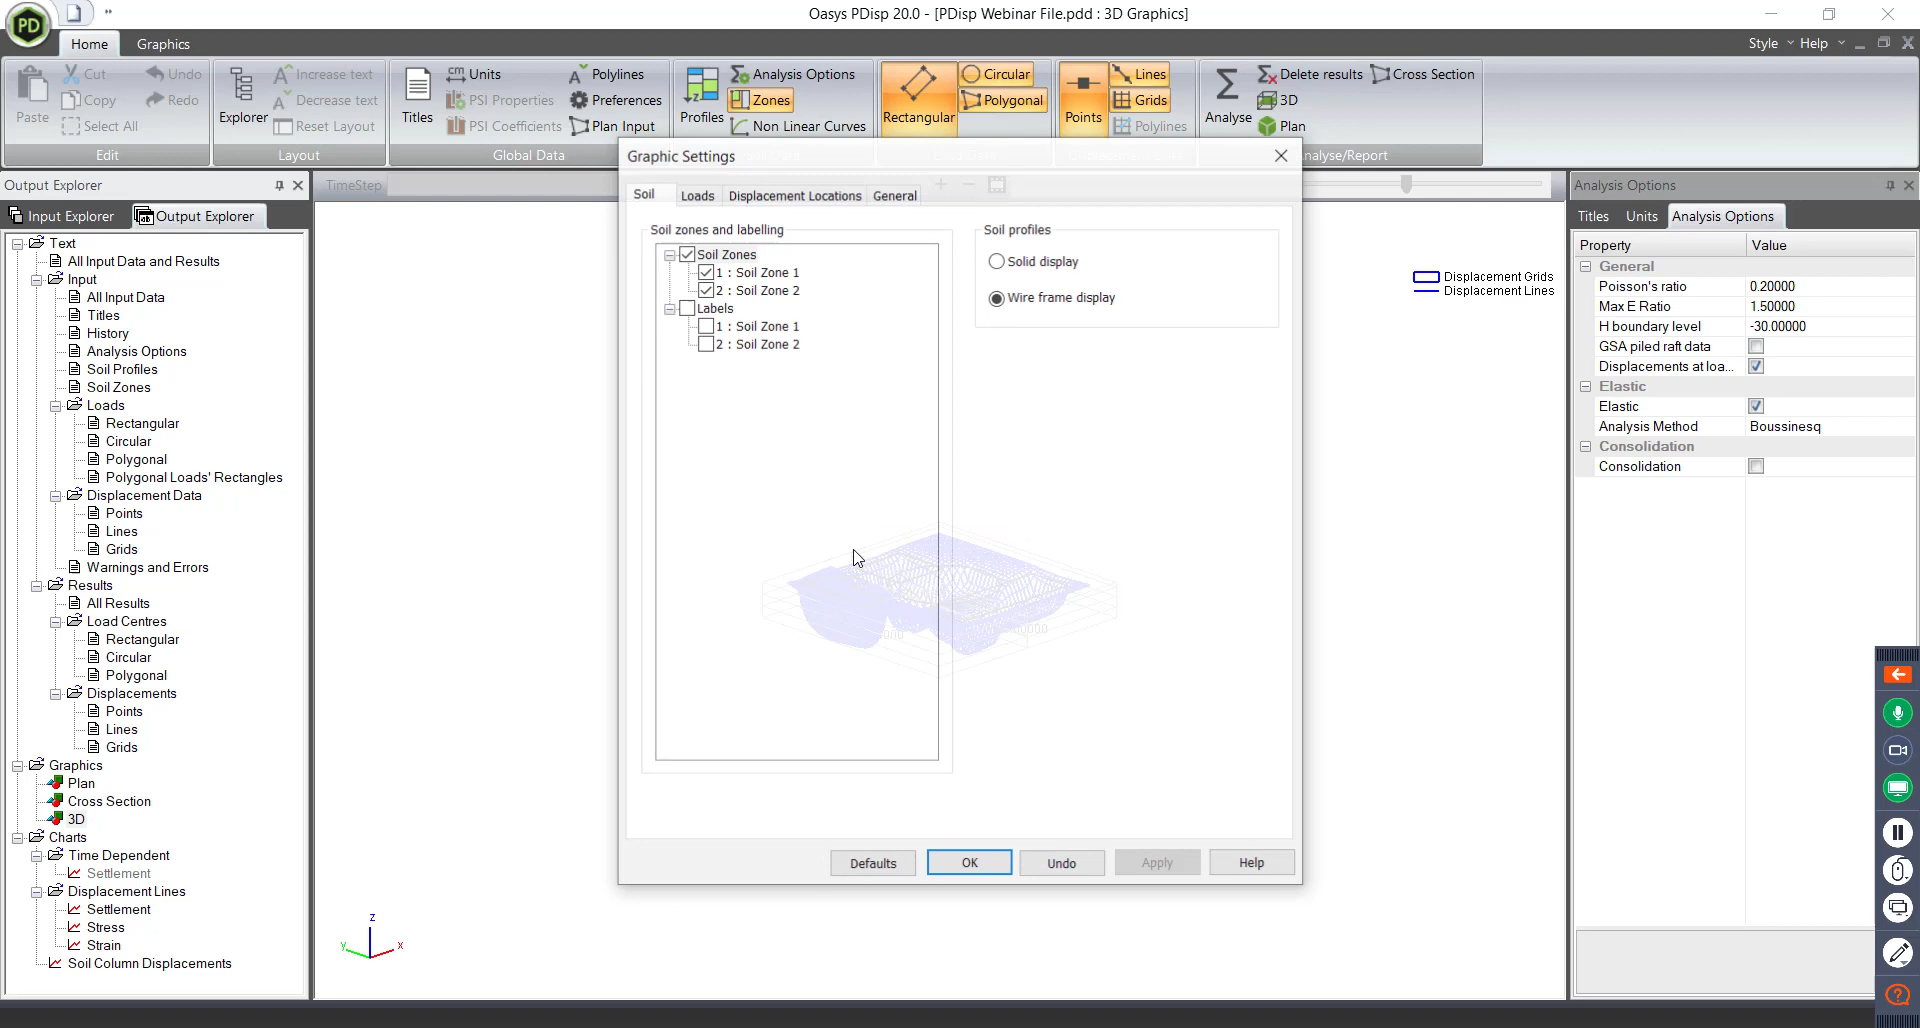 PD
Oasys PDisp 20.0 - [PDisp Webinar File.pdd : 3D Graphics]
Home
Graphics
Style
Help
Paste
Cut
Copy
Select All
Undo
Redo
Edit
Explorer
Increase text
Decrease text
Reset Layout
Layout
Titles
Units
PSI Properties
PSI Coefficients
Polylines
Preferences
Plan Input
Global Data
Profiles
Analysis Options
Zones
Non Linear Curves
Rectangular
Circular
Polygonal
Points
Lines
Grids
Polylines
Analyse
Delete results
3D
Plan
Cross Section
nalyse/Report
Output Explorer
Input Explorer
Output Explorer
Text
All Input Data and Results
Input
All Input Data
Titles
History
Analysis Options
Soil Profiles
Soil Zones
Loads
Rectangular
Circular
Polygonal
Polygonal Loads' Rectangles
Displacement Data
Points
Lines
Grids
Warnings and Errors
Results
All Results
Load Centres
Rectangular
Circular
Polygonal
Displacements
Points
Lines
Grids
Graphics
Plan
Cross Section
3D
Charts
Time Dependent
Settlement
Displacement Lines
Settlement
Stress
Strain
Soil Column Displacements
TimeStep
Graphic Settings
Soil
Loads
Displacement Locations
General
Soil zones and labelling
Soil Zones
1 : Soil Zone 1
2 : Soil Zone 2
Labels
1 : Soil Zone 1
2 : Soil Zone 2
Soil profiles
Solid display
Wire frame display
Defaults
OK
Undo
Apply
Help
Displacement Grids
Displacement Lines
z
y
x
Analysis Options
Titles
Units
Analysis Options
Property Value
General
Poisson's ratio 0.20000
Max E Ratio 1.50000
H boundary level -30.00000
GSA piled raft data
Displacements at loa...
Elastic
Elastic
Analysis Method Boussinesq
Consolidation
Consolidation